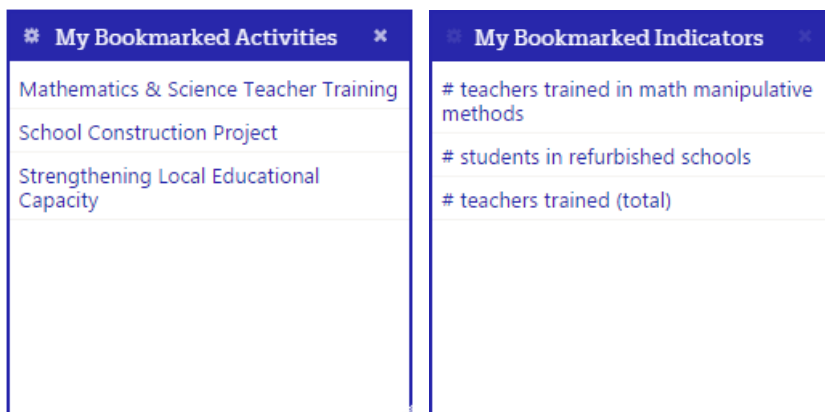 My Bookmarked Activities
Mathematics & Science Teacher Training
School Construction Project
Strengthening Local Educational
Capacity
My Bookmarked Indicators
# teachers trained in math manipulative
methods
# students in refurbished schools
# teachers trained (total)